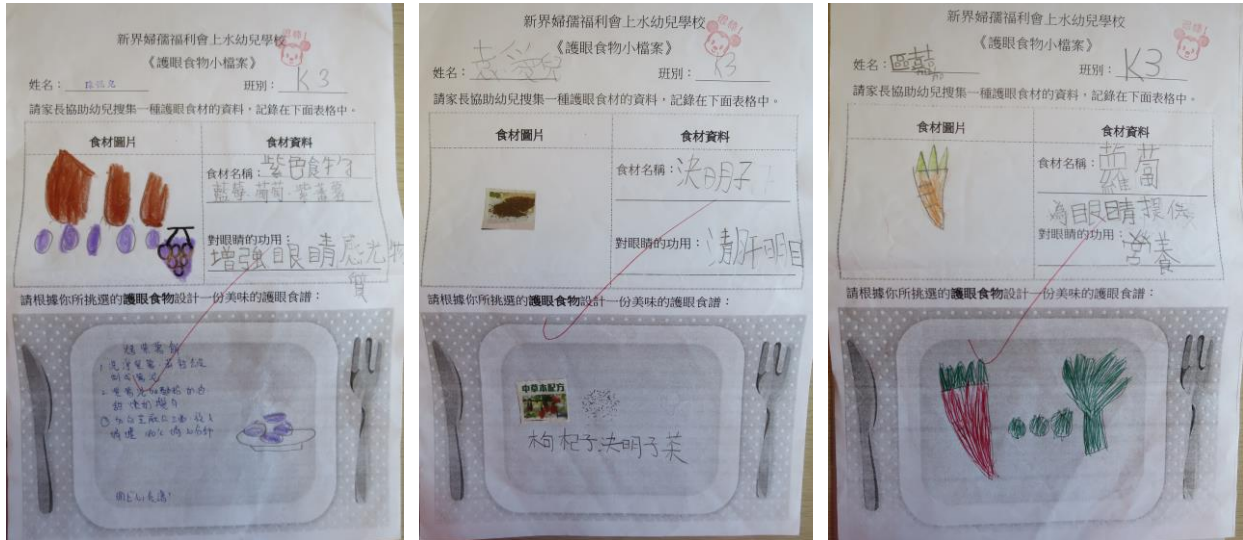 新界婦孺福利會上水幼兒學校
《護眼食物小檔案》
姓名：
班別：K3
請家長協助幼兒搜集一種護眼食材的資料，記錄在下面表格中。
食材圖片
食材資料
食材名稱：紫色食物
藍莓、葡萄、紫蕃薯
對眼睛的功用：
增強眼睛感光物
質
請根據你所挑選的護眼食物設計一份美味的護眼食譜：
新界婦孺福利會上水幼兒學校
《護眼食物小檔案》
姓名：
班別：K3
請家長協助幼兒搜集一種護眼食材的資料，記錄在下面表格中。
食材圖片
食材資料
食材名稱：決明子
對眼睛的功用：清肝明目
請根據你所挑選的護眼食物設計一份美味的護眼食譜：
中草本配方
枸杞子決明子茶
新界婦孺福利會上水幼兒學校
《護眼食物小檔案》
姓名：
班別：K3
請家長協助幼兒搜集一種護眼食材的資料，記錄在下面表格中。
食材圖片
食材資料
食材名稱：
為眼睛提供
對眼睛的功用：營養
請根據你所挑選的護眼食物設計一份美味的護眼食譜：